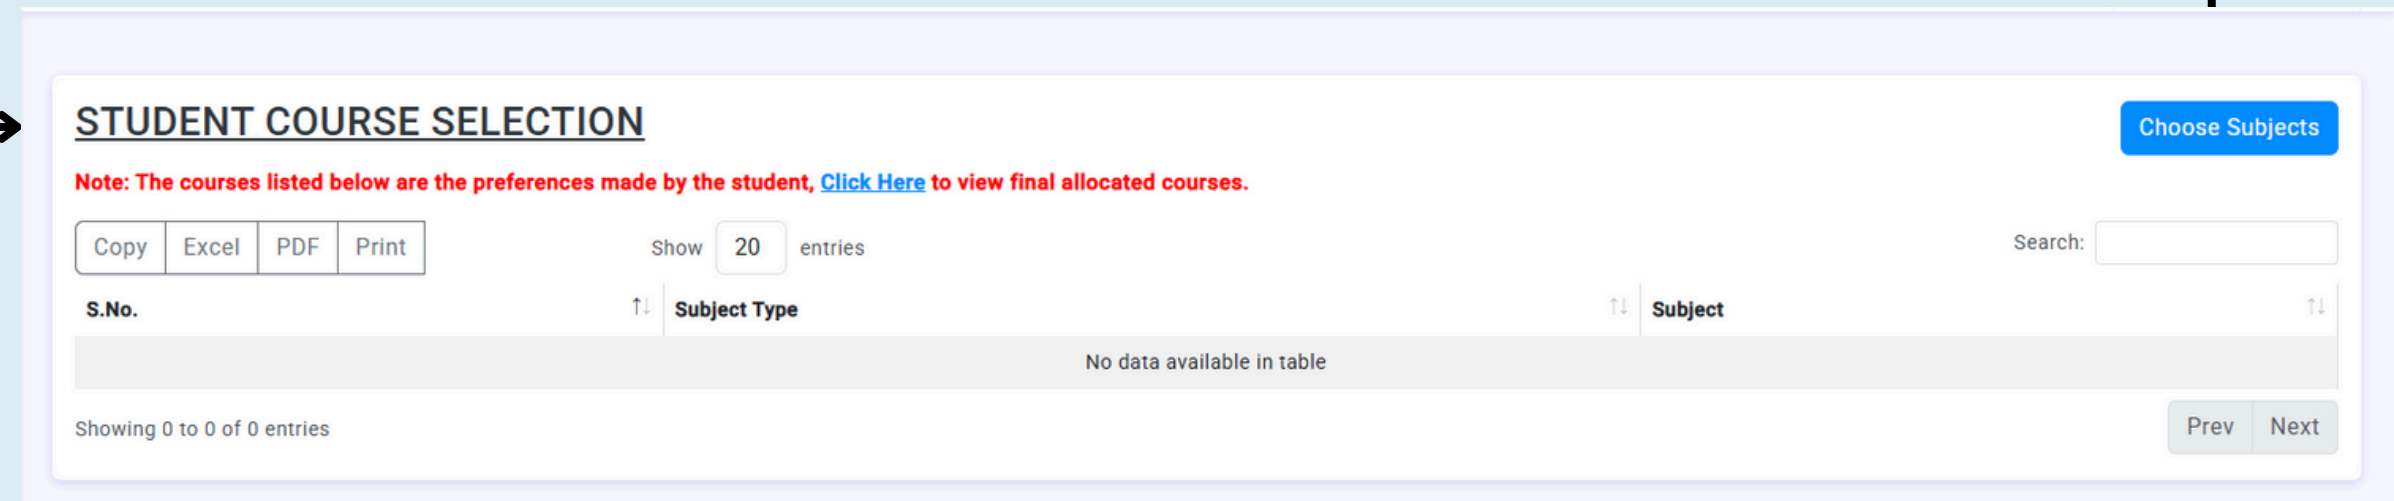 STUDENT COURSE SELECTION
Choose Subjects
Note: The courses listed below are the preferences made by the student, Click Here to view final allocated courses.
Copy Excel PDF Print Show 20 entries Search:
S.No. Subject Type Subject
No data available in table
Showing 0 to 0 of 0 entries Prev Next